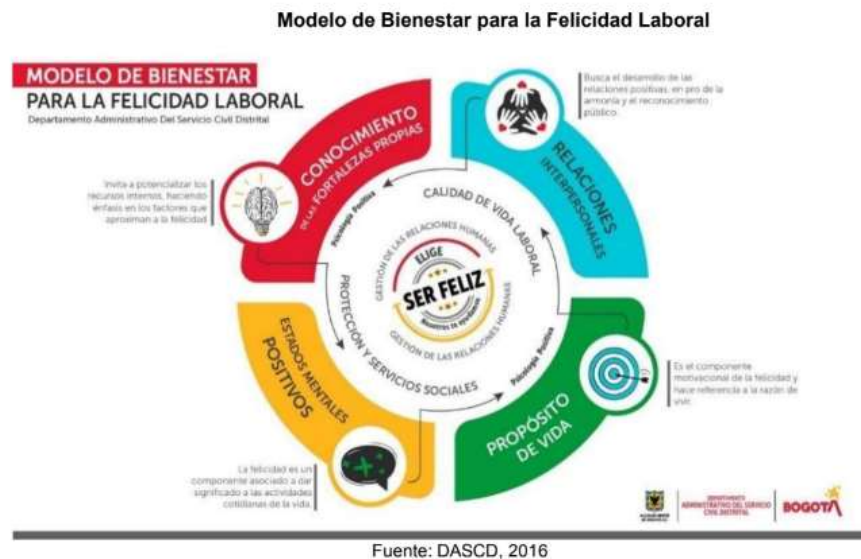 Modelo de Bienestar para la Felicidad Laboral
MODELO DE BIENESTAR
PARA LA FELICIDAD LABORAL
Departamento Administrativo Del Servicio Civil Distrital
Busca el desarrollo de las
relaciones positivas, en pro de la
armonía y el reconocimiento
público.
CONOCIMIENTO
DE LAS FORTALEZAS PROPIAS
RELACIONES
INTERPERSONALES
Invita a potencializar los
recursos internos, haciendo
énfasis en los factores que
aproximan a la felicidad
Psicología Positiva
CALIDAD DE VIDA LABORAL
GESTIÓN DE LAS RELACIONES HUMANAS
ELIGE
SER FELIZ
Nosotros te ayudamos
GESTIÓN DE LAS RELACIONES HUMANAS
PROTECCIÓN Y SERVICIOS SOCIALES
Psicología Positiva
ESTADOS MENTALES
POSITIVOS
PROPÓSITO
DE VIDA
Es el componente
motivacional de la felicidad y
hace referencia a la razón de
vivir.
La felicidad es un
componente asociado a dar
significado a las actividades
cotidianas de la vida.
DEPARTAMENTO
ADMINISTRATIVO DEL SERVICIO
CIVIL DISTRITAL
BOGOTÁ
Fuente: DASCD, 2016